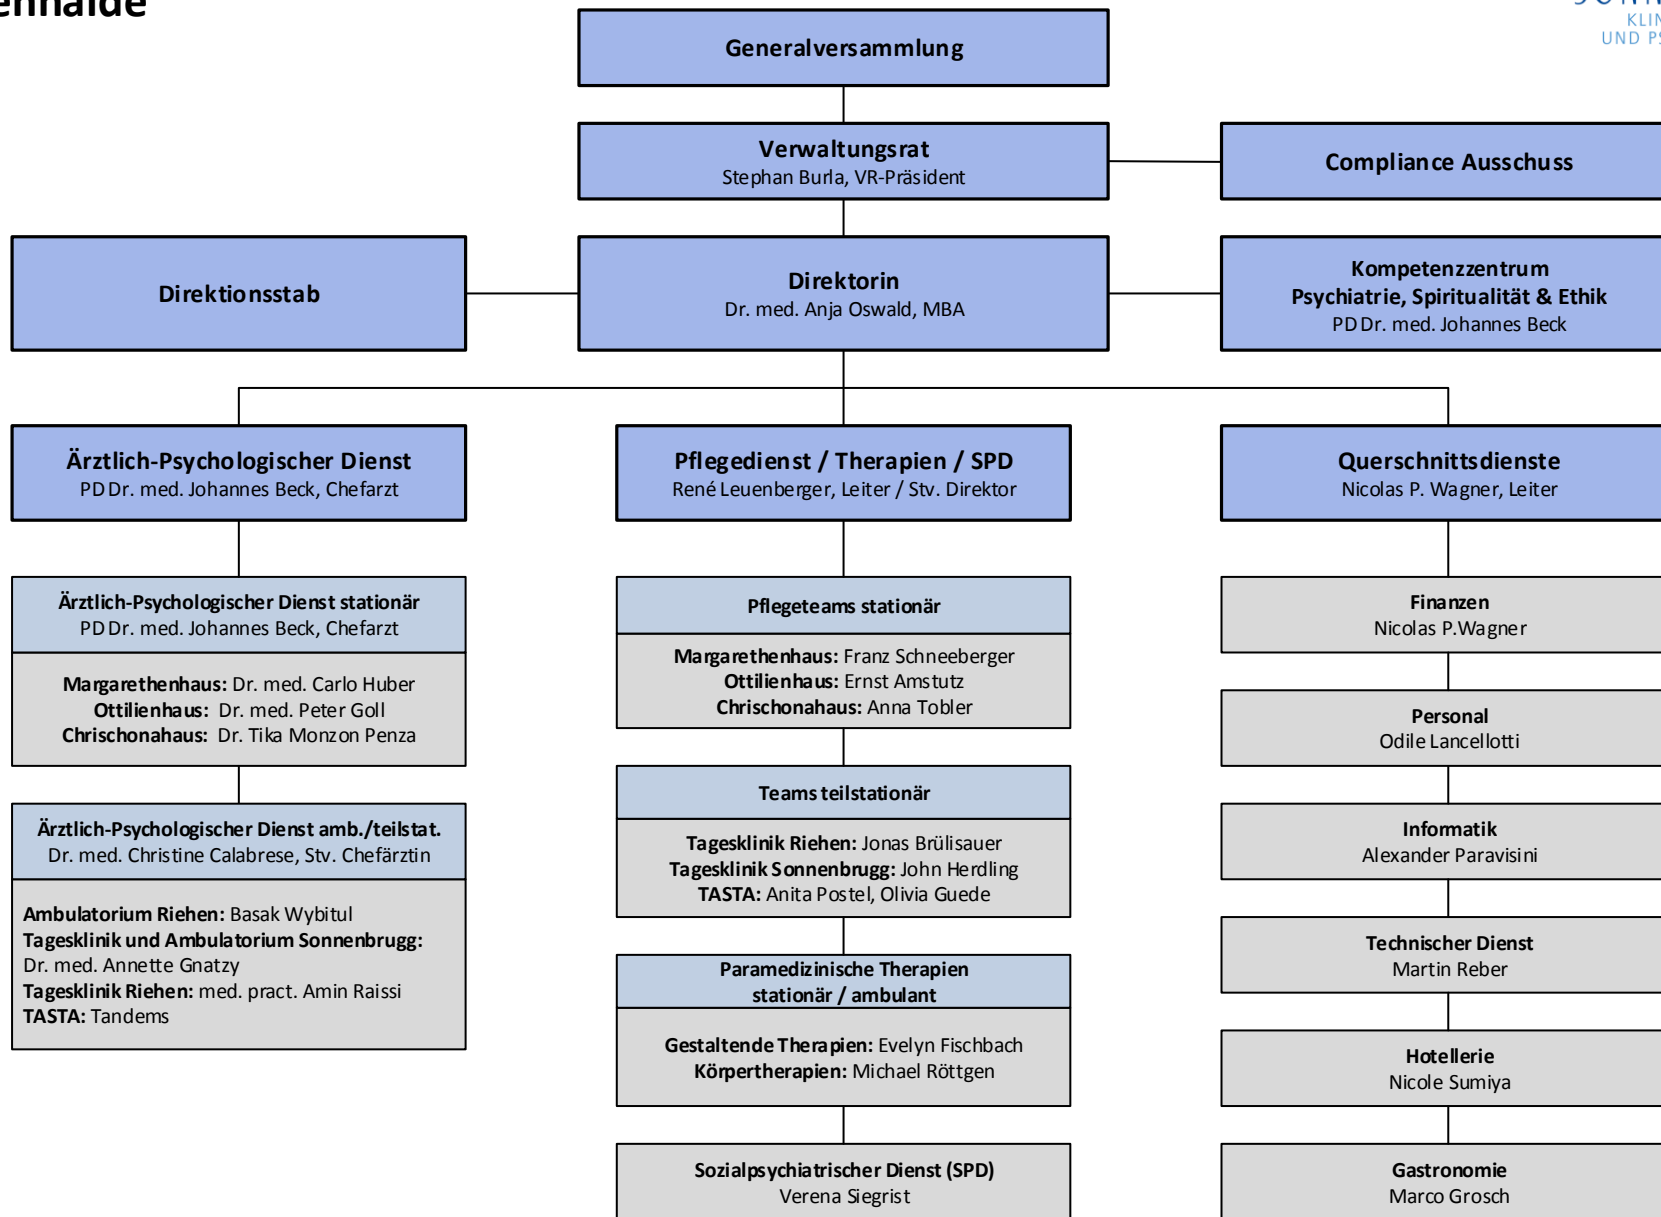 Generalversammlung
Verwaltungsrat
Stephan Burla, VR-Präsident
Compliance Ausschuss
Direktionsstab
Direktorin
Dr. med. Anja Oswald, MBA
Kompetenzzentrum
Psychiatrie, Spiritualität & Ethik
PD Dr. med. Johannes Beck
Ärztlich-Psychologischer Dienst
PD Dr. med. Johannes Beck, Chefarzt
Pflegedienst / Therapien / SPD
René Leuenberger, Leiter / Stv. Direktor
Querschnittsdienste
Nicolas P. Wagner, Leiter
Ärztlich-Psychologischer Dienst stationär
PD Dr. med. Johannes Beck, Chefarzt
Margarethenhaus: Dr. med. Carlo Huber
Ottilienhaus: Dr. med. Peter Goll
Chrischonahaus: Dr. Tika Monzon Penza
Ärztlich-Psychologischer Dienst amb./teilstat.
Dr. med. Christine Calabrese, Stv. Chefärztin
Ambulatorium Riehen: Basak Wybitul
Tagesklinik und Ambulatorium Sonnenbrugg:
Dr. med. Annette Gnatzy
Tagesklinik Riehen: med. pract. Amin Raissi
TASTA: Tandems
Pflegeteams stationär
Margarethenhaus: Franz Schneeberger
Ottilienhaus: Ernst Amstutz
Chrischonahaus: Anna Tobler
Teams teilstationär
Tagesklinik Riehen: Jonas Brülisauer
Tagesklinik Sonnenbrugg: John Herdling
TASTA: Anita Postel, Olivia Guede
Paramedizinische Therapien
stationär / ambulant
Gestaltende Therapien: Evelyn Fischbach
Körpertherapien: Michael Röttgen
Sozialpsychiatrischer Dienst (SPD)
Verena Siegrist
Finanzen
Nicolas P.Wagner
Personal
Odile Lancellotti
Informatik
Alexander Paravisini
Technischer Dienst
Martin Reber
Hotellerie
Nicole Sumiya
Gastronomie
Marco Grosch
UND